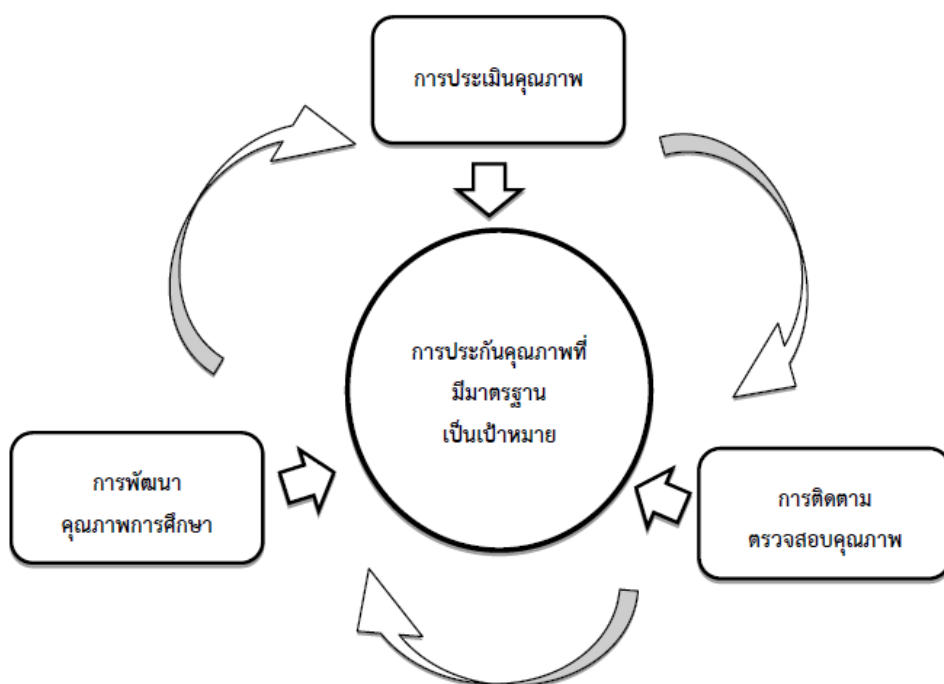 การประเมินคุณภาพ
การประกันคุณภาพที่
มีมาตรฐาน
เป็นเป้าหมาย
การพัฒนา
คุณภาพการศึกษา
การติดตาม
ตรวจสอบคุณภาพ